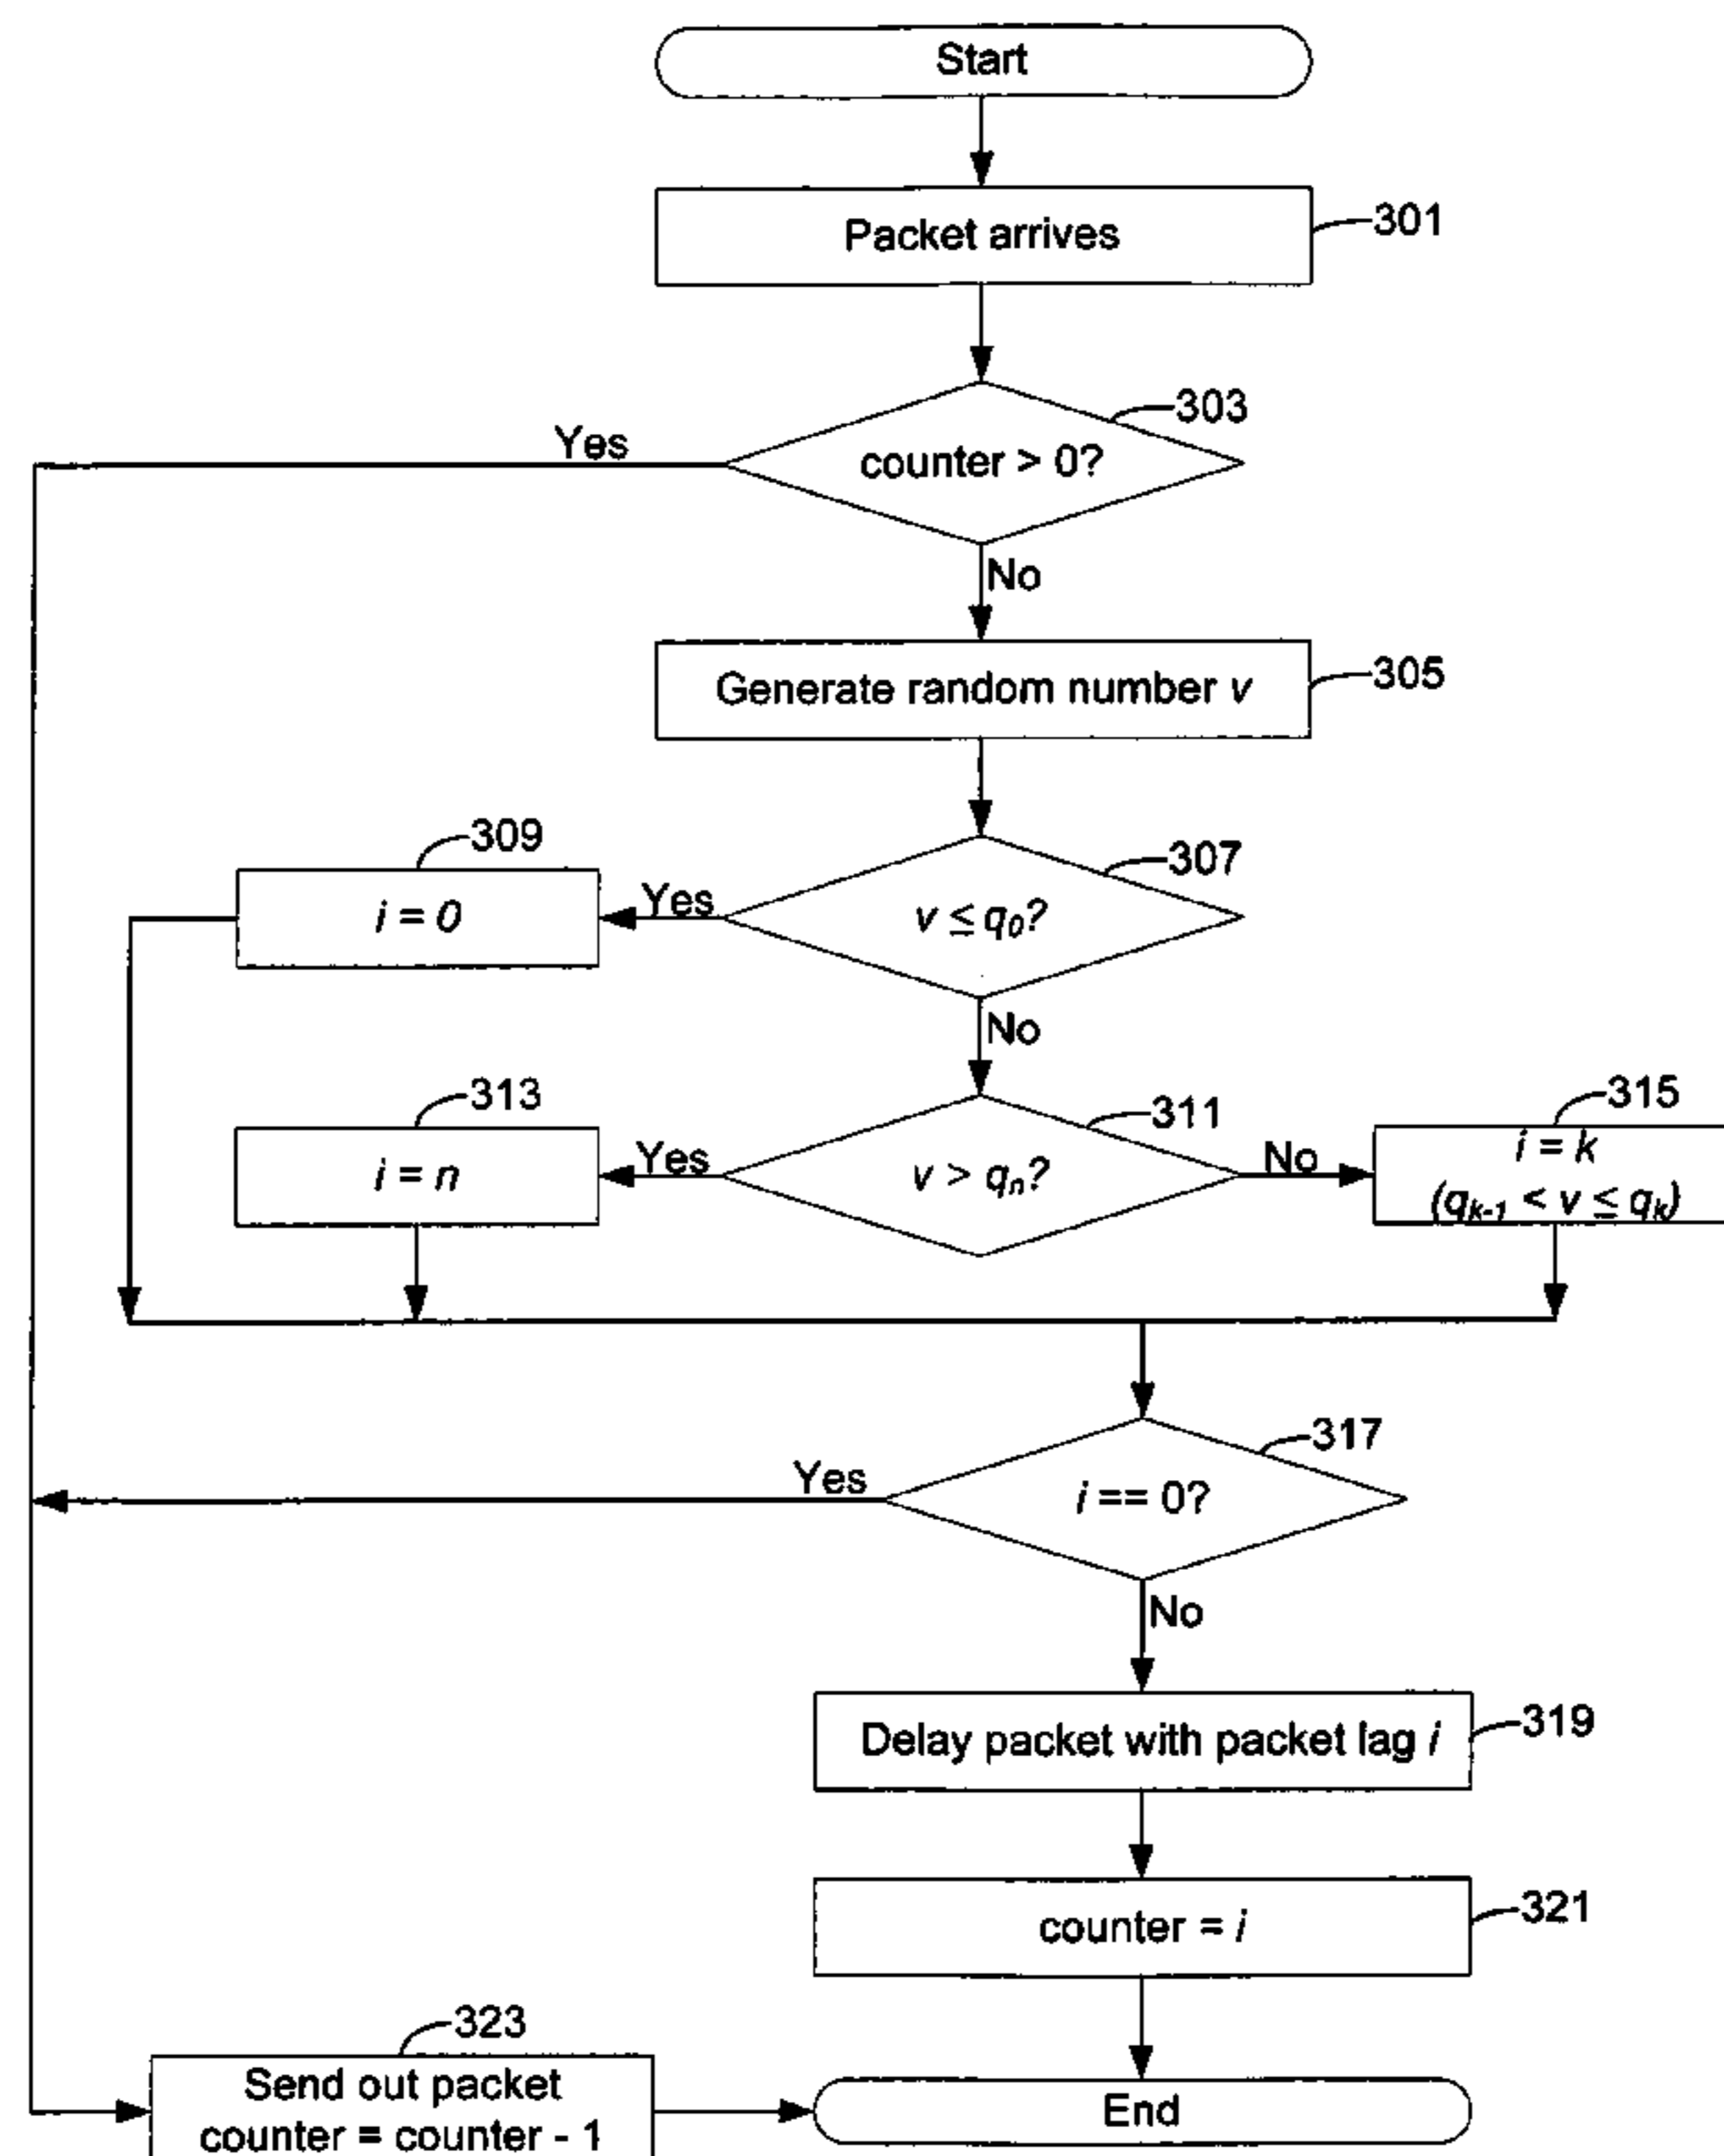 Start
Packet arrives
301
303
counter > 0?
Yes
No
Generate random number v
305
309
i = 0
Yes
307
v ≤ q0?
No
313
i = n
Yes
311
v > qn?
No
315
i = k
(qk-1 < v ≤ qk)
317
Yes
i == 0?
No
Delay packet with packet lag i
319
counter = i
321
323
Send out packet
counter = counter - 1
End